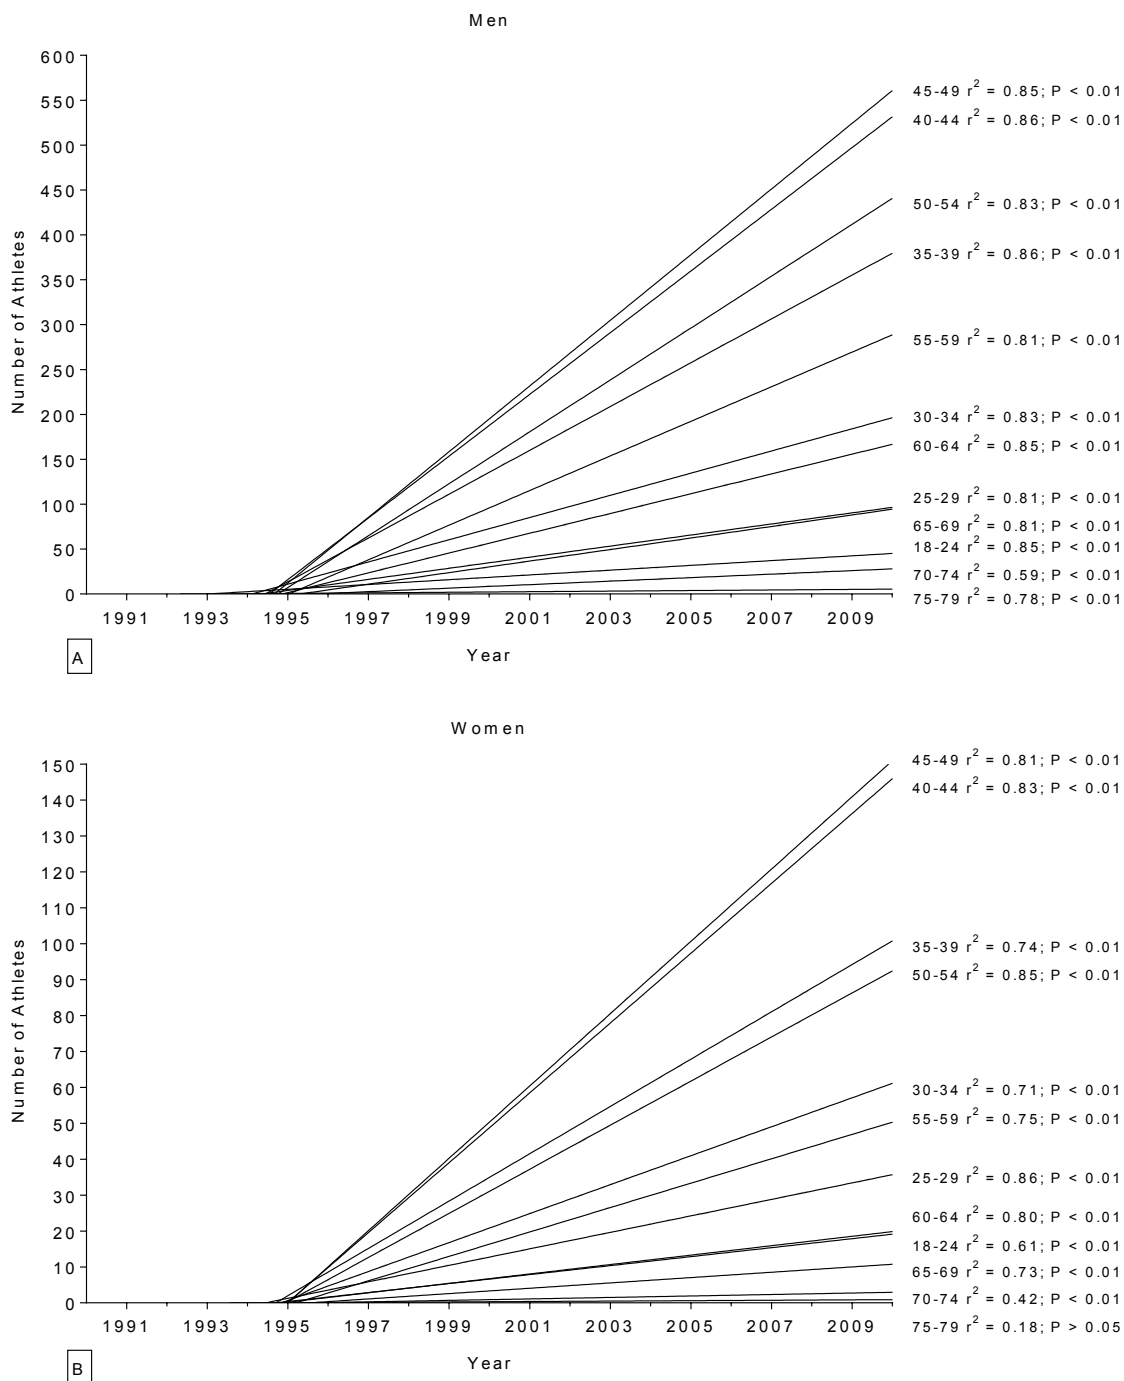 Men
600
550
500
450
400
350
300
250
200
150
100
50
0
Number of Athletes
45-49 r² = 0.85; P < 0.01
40-44 r² = 0.86; P < 0.01
50-54 r² = 0.83; P < 0.01
35-39 r² = 0.86; P < 0.01
55-59 r² = 0.81; P < 0.01
30-34 r² = 0.83; P < 0.01
60-64 r² = 0.85; P < 0.01
25-29 r² = 0.81; P < 0.01
65-69 r² = 0.81; P < 0.01
18-24 r² = 0.85; P < 0.01
70-74 r² = 0.59; P < 0.01
75-79 r² = 0.78; P < 0.01
1991 1993 1995 1997 1999 2001 2003 2005 2007 2009
Year
A
Women
150
140
130
120
110
100
90
80
70
60
50
40
30
20
10
0
Number of Athletes
45-49 r² = 0.81; P < 0.01
40-44 r² = 0.83; P < 0.01
35-39 r² = 0.74; P < 0.01
50-54 r² = 0.85; P < 0.01
30-34 r² = 0.71; P < 0.01
55-59 r² = 0.75; P < 0.01
25-29 r² = 0.86; P < 0.01
60-64 r² = 0.80; P < 0.01
18-24 r² = 0.61; P < 0.01
65-69 r² = 0.73; P < 0.01
70-74 r² = 0.42; P < 0.01
75-79 r² = 0.18; P > 0.05
1991 1993 1995 1997 1999 2001 2003 2005 2007 2009
Year
B